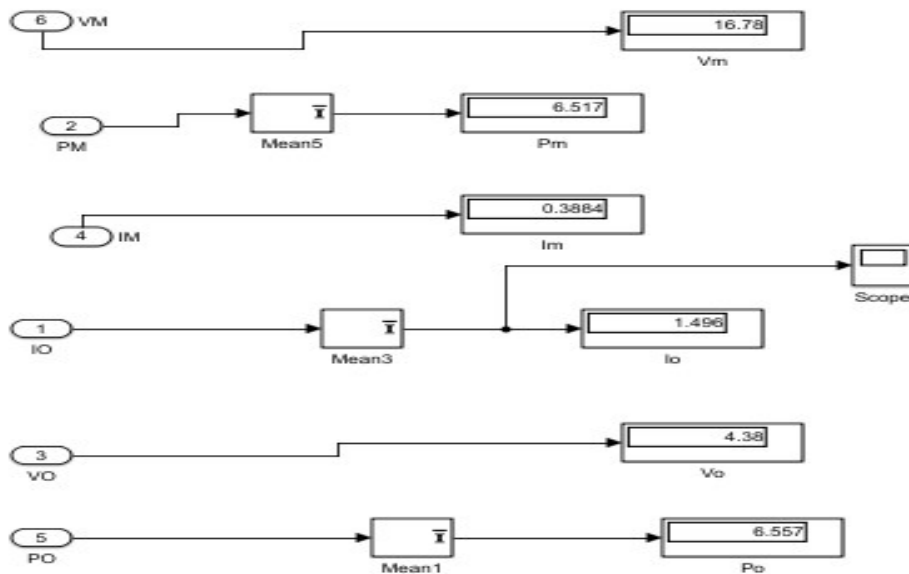 6 VM
16.78
Vm
2
PM
Mean5
6.517
Pm
4 IM
0.3884
Im
Scope
1
IO
Mean3
1.496
Io
3
VO
4.38
Vo
5
PO
Mean1
6.557
Po